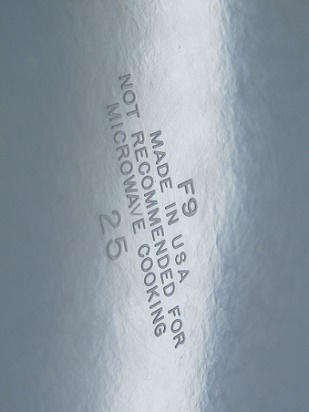 F9
MADE IN USA
NOT RECOMMENDED FOR
MICROWAVE COOKING
25